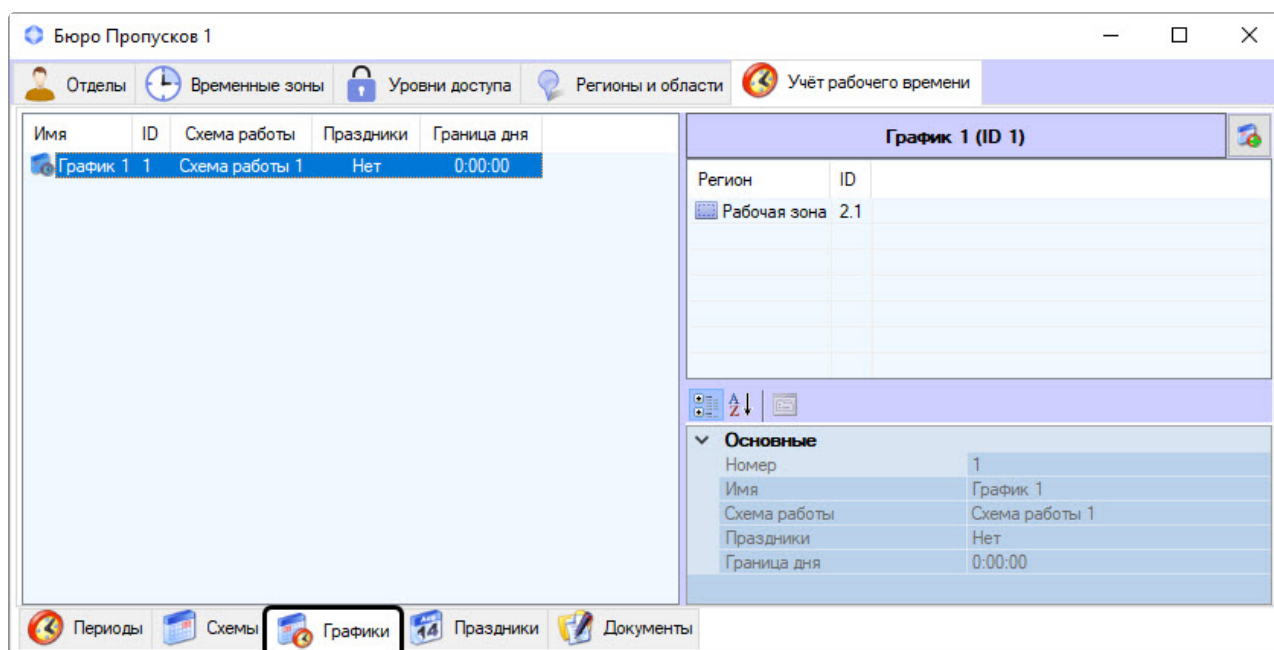 Бюро Пропусков 1
Отделы Временные зоны Уровни доступа Регионы и области Учёт рабочего времени
Имя ID Схема работы Праздники Граница дня
График 1 1 Схема работы 1 Нет 0:00:00
График 1 (ID 1)
Регион ID
Рабочая зона 2.1
Основные
Номер 1
Имя График 1
Схема работы Схема работы 1
Праздники Нет
Граница дня 0:00:00
Периоды Схемы Графики Праздники Документы